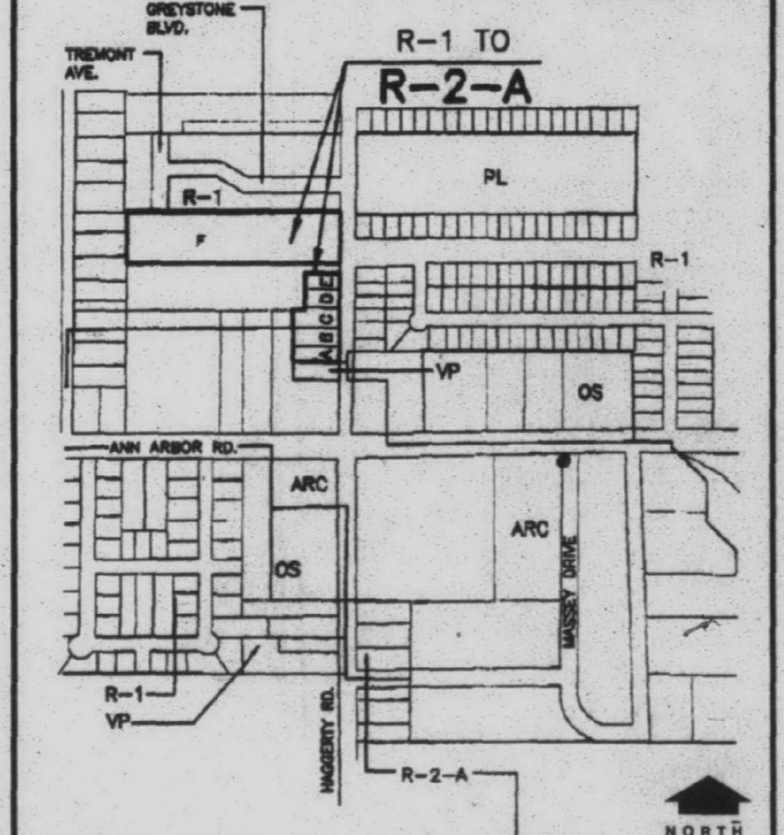 GREYSTONE
BLVD.
TREMONT
AVE.
R-1 TO
R-2-A
PL
R-1
F
R-1
E
D
C
B
A
VP
OS
ANN ARBOR RD.
ARC
ARC
OS
MASSEY DRIVE
R-1
VP
HAGGERTY RD.
R-2-A
NORTH